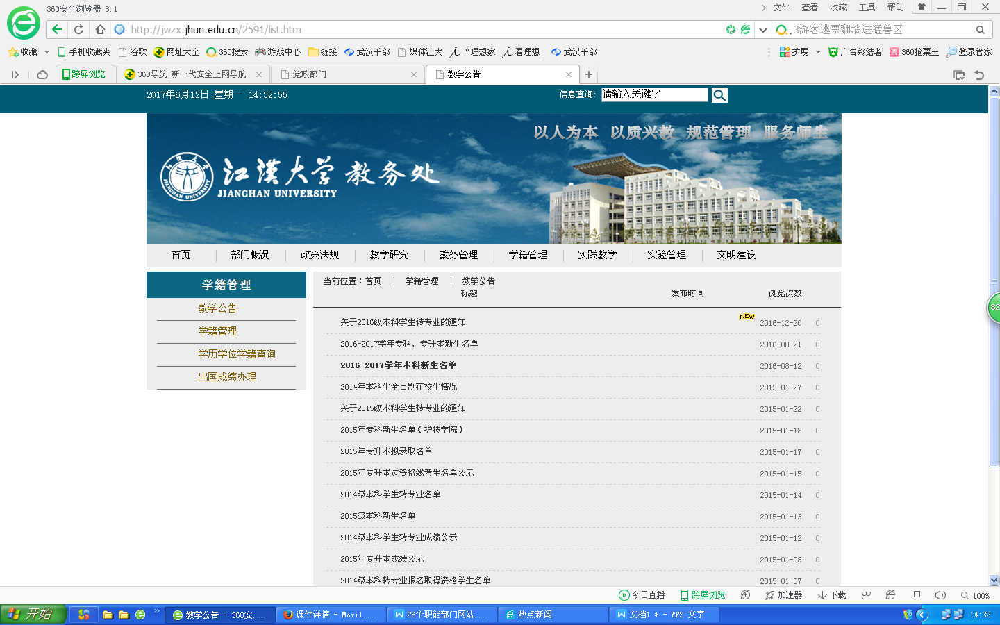 360安全浏览器 8.1
文件 查看 收藏 工具 帮助
http://jwzx.jhun.edu.cn/2591/list.htm
3游客逃票翻墙进猛兽区
收藏 手机收藏夹 谷歌 网址大全 360搜索 游戏中心 链接 武汉干部 媒体江大 “理想家 看理想_ 武汉干部 扩展 广告终结者 360抢票王 登录管家
跨屏浏览 360导航_新一代安全上网导航 党政部门 教学公告
2017年6月12日 星期一 14:32:55
信息查询: 请输入关键字
以人为本 以质兴教 规范管理 服务师生
江汉大学 教务处
JIANGHAN UNIVERSITY
首页 部门概况 政策法规 教学研究 教务管理 学籍管理 实践教学 实验管理 文明建设
学籍管理
教学公告
学籍管理
学历学位学籍查询
出国成绩办理
当前位置：首页 | 学籍管理 | 教学公告
标题 发布时间 浏览次数
关于2016级本科学生转专业的通知 NEW 2016-12-20 0
2016-2017学年专科、专升本新生名单 2016-08-21 0
2016-2017学年本科新生名单 2016-08-12 0
2014年本科生全日制在校生情况 2015-01-27 0
关于2015级本科学生转专业的通知 2015-01-22 0
2015年专科新生名单（护技学院） 2015-01-18 0
2015年专升本拟录取名单 2015-01-17 0
2015年专升本过资格线考生名单公示 2015-01-15 0
2014级本科学生转专业名单 2015-01-14 0
2015级本科新生名单 2015-01-13 0
2014级本科学生转专业成绩公示 2015-01-12 0
2015年专升本成绩公示 2015-01-08 0
2014级本科转专业报名取得资格学生名单 2015-01-07 0
82
今日直播 跨屏浏览 加速器 下载 100%
开始 教学公告 - 360安... 课件详情 - Mozil... 26个职能部门网站... 热点新闻 文档1 * - WPS 文字 14:32